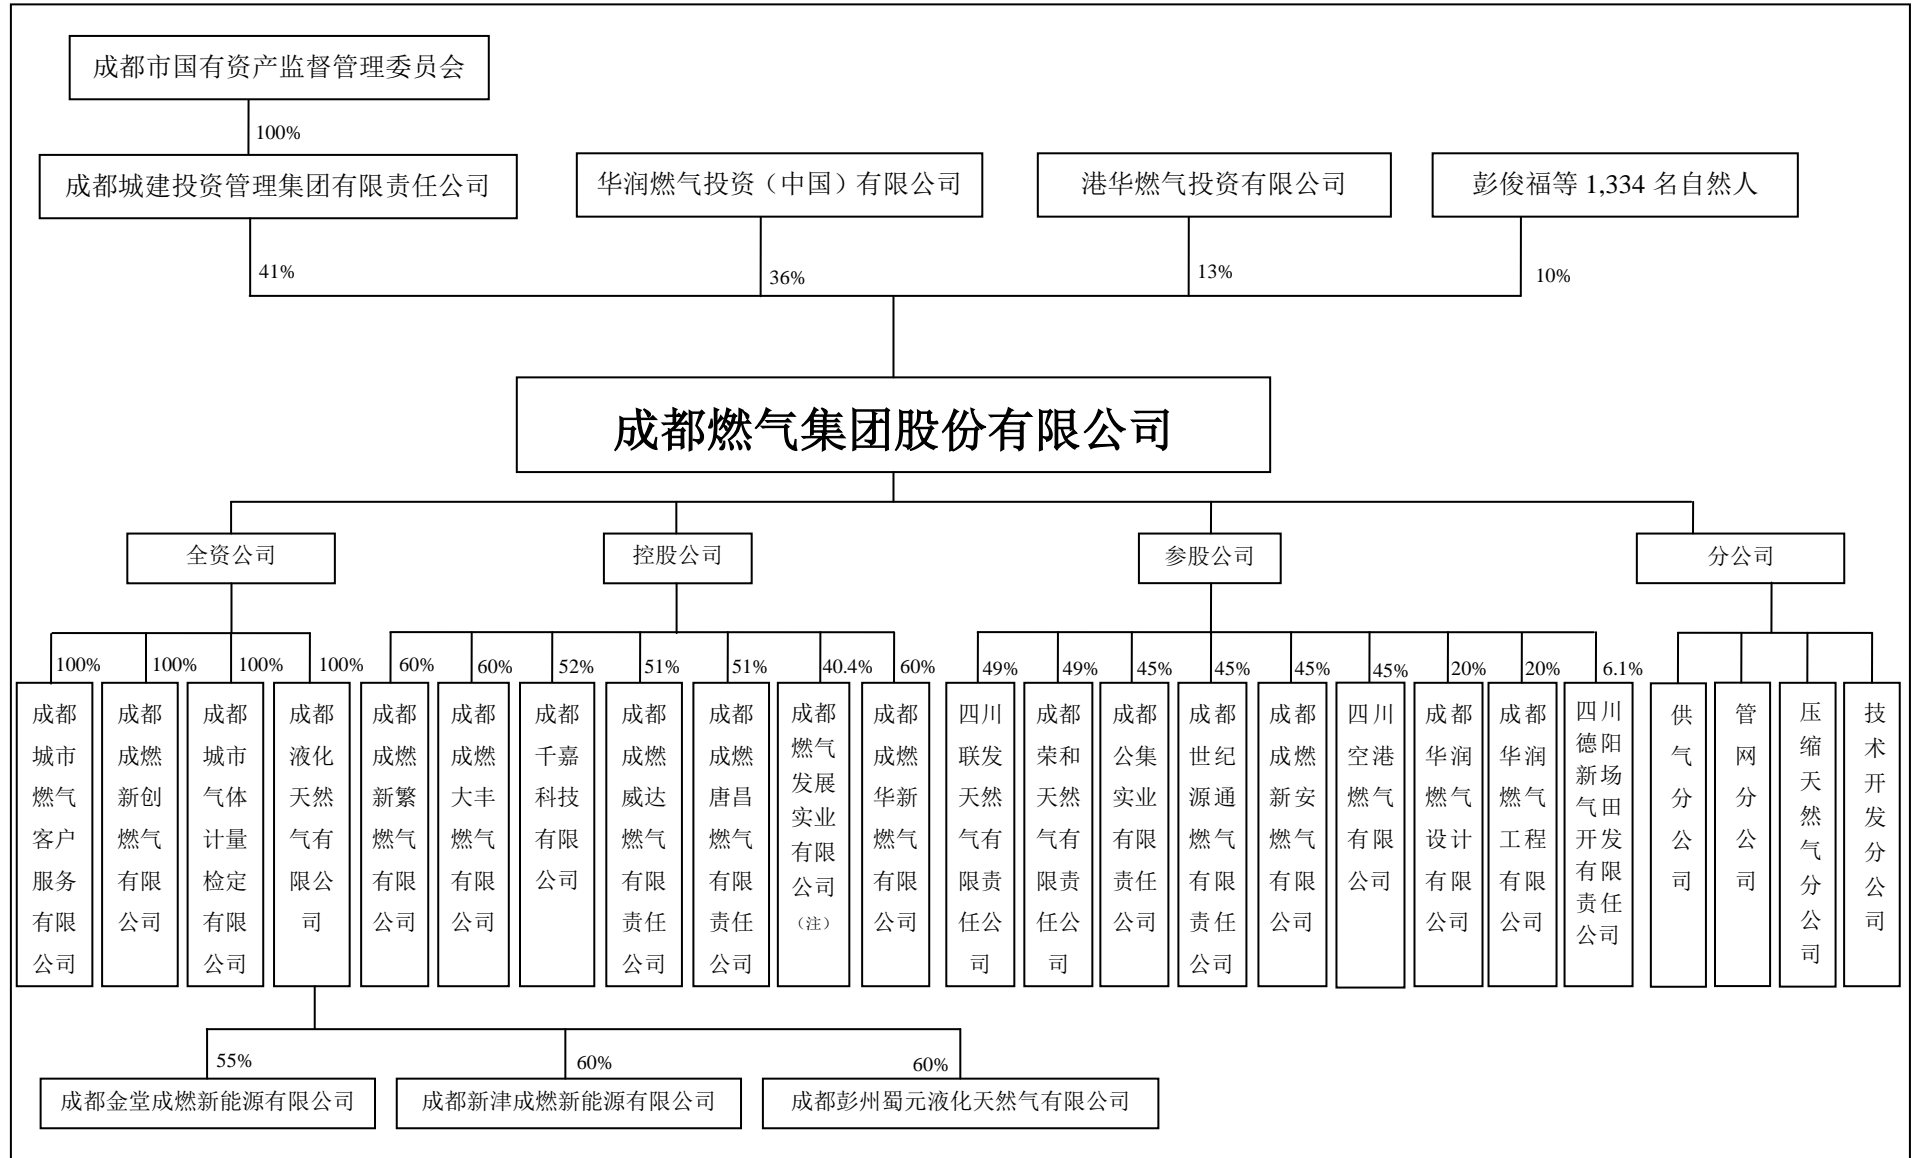 成都市国有资产监督管理委员会
100%
成都城建投资管理集团有限责任公司
华润燃气投资（中国）有限公司
港华燃气投资有限公司
彭俊福等 1,334 名自然人
41%
36%
13%
10%
成都燃气集团股份有限公司
全资公司
控股公司
参股公司
分公司
100%
100%
100%
100%
60%
60%
52%
51%
51%
40.4%
60%
49%
49%
45%
45%
45%
45%
20%
20%
6.1%
成都
城市
燃气
客户
服务
有限
公司
成都
成燃
新创
燃气
有限
公司
成都
城市
气体
计量
检定
有限
公司
成都
液化
天然
气有
限公
司
成都
成燃
新繁
燃气
有限
公司
成都
成燃
大丰
燃气
有限
公司
成都
千嘉
科技
有限
公司
成都
成燃
威达
燃气
有限
责任
公司
成都
成燃
唐昌
燃气
有限
责任
公司
成都
燃气
发展
实业
有限
公司
（注）
成都
成燃
华新
燃气
有限
公司
四川
联发
天然
气有
限责
任公
司
成都
荣和
天然
气有
限责
任公
司
成都
公集
实业
有限
责任
公司
成都
世纪
源通
燃气
有限
责任
公司
成都
成燃
新安
燃气
有限
公司
四川
空港
燃气
有限
公司
成都
华润
燃气
设计
有限
公司
成都
华润
燃气
工程
有限
公司
四川
德阳
新场
气田
开发
有限
责任
公司
供
气
分
公
司
管
网
分
公
司
压
缩
天
然
气
分
公
司
技
术
开
发
分
公
司
55%
60%
60%
成都金堂成燃新能源有限公司
成都新津成燃新能源有限公司
成都彭州蜀元液化天然气有限公司